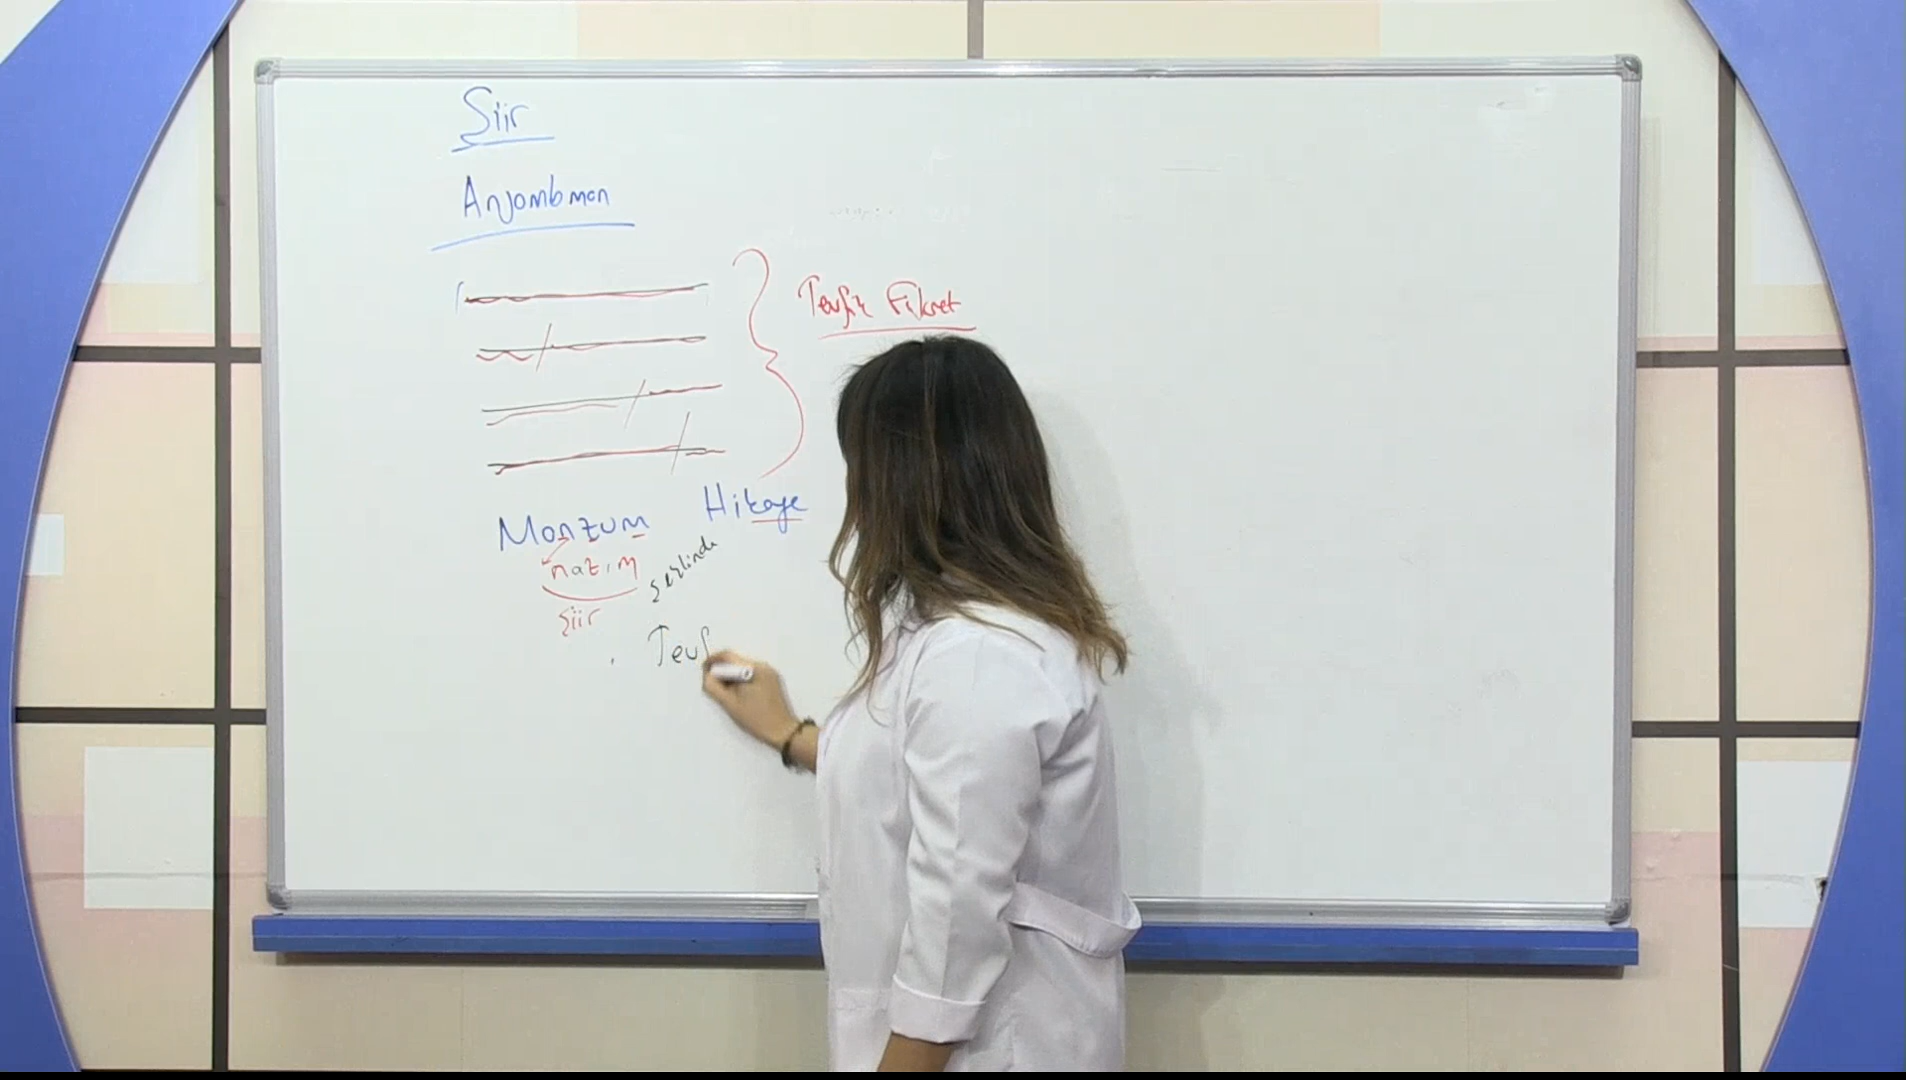 Şiir
Anjambman
Tevfik Fikret
Manzum Hikaye
nazım şeklinde
şiir
Tevf